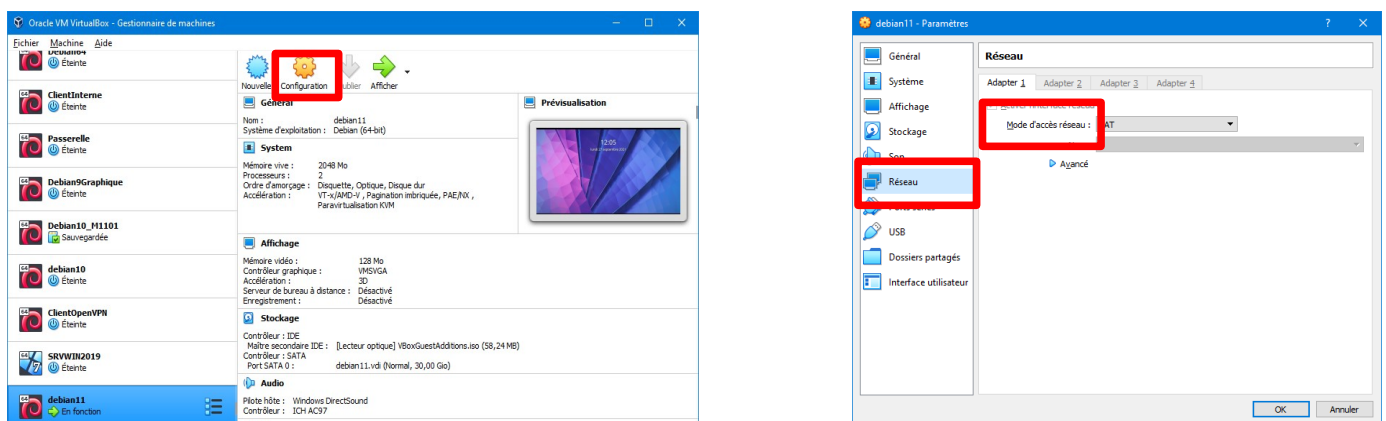 Oracle VM VirtualBox - Gestionnaire de machines
Fichier Machine Aide
Éteinte
ClientInterne
Éteinte
Passerelle
Éteinte
Debian9Graphique
Éteinte
Debian10_M1101
Sauvegardée
debian10
Éteinte
ClientOpenVPN
Éteinte
SRVWIN2019
Éteinte
debian11
En fonction
Nouvelle Configuration Afficher
Général
Nom : debian11
Système d'exploitation : Debian (64-bit)
System
Mémoire vive : 2048 Mo
Processeurs : 2
Ordre d'amorçage : Disquette, Optique, Disque dur
Accélération : VT-x/AMD-V , Pagination imbriquée, PAE/NX ,
Paravirtualisation KVM
Prévisualisation
12:05
Affichage
Mémoire vidéo : 128 Mo
Contrôleur graphique : VMSVGA
Accélération : 3D
Serveur de bureau à distance : Désactivé
Enregistrement : Désactivé
Stockage
Contrôleur : IDE
Maître secondaire IDE : [Lecteur optique] VBoxGuestAdditions.iso (58,24 MB)
Contrôleur : SATA
Port SATA 0 : debian11.vdi (Normal, 30,00 Gio)
Audio
Pilote hôte : Windows DirectSound
Contrôleur : ICH AC97
debian11 - Paramètres
Général
Système
Affichage
Stockage
Son
Réseau
USB
Dossiers partagés
Interface utilisateur
Réseau
Adapter 1 Adapter 2 Adapter 3 Adapter 4
Mode d'accès réseau : AT
Avancé
OK Annuler